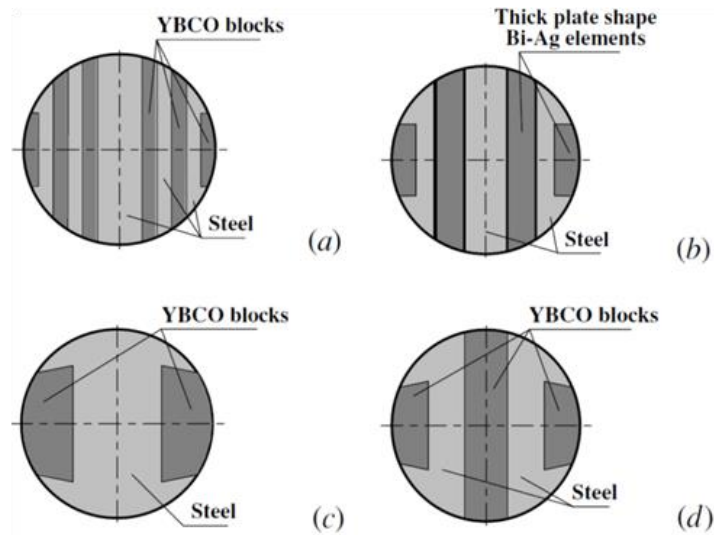 YBCO blocks
Steel
(a)
Thick plate shape
Bi-Ag elements
Steel
(b)
YBCO blocks
Steel
(c)
YBCO blocks
Steel
(d)